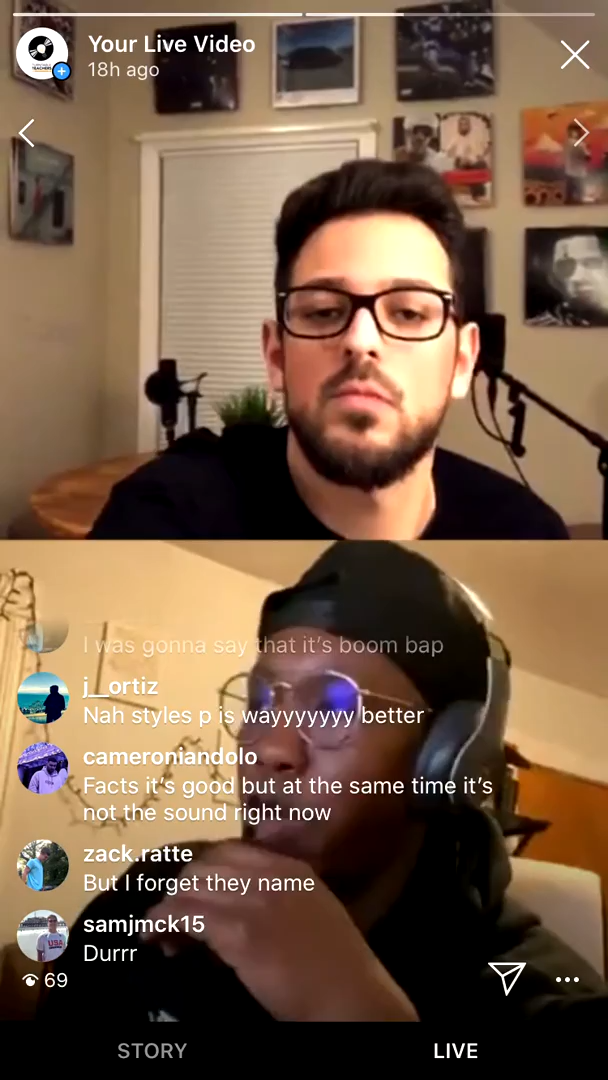 Your Live Video
18h ago
I was gonna say that it's boom bap
j__ortiz
Nah styles p is wayyyyyyy better
cameroniandolo
Facts it's good but at the same time it's
not the sound right now
zack.ratte
But I forget they name
samjmck15
Durrr
69
STORY
LIVE